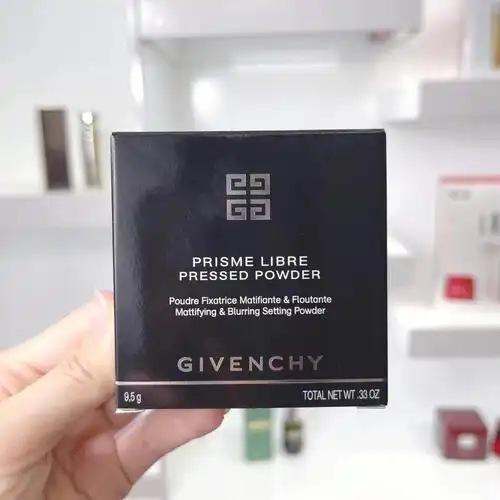 PRISME LIBRE
PRESSED POWDER
Poudre Fixatrice Matifiante & Floutante
Mattifying & Blurring Setting Powder
GIVENCHY
9,5 g
TOTAL NET WT .33 OZ